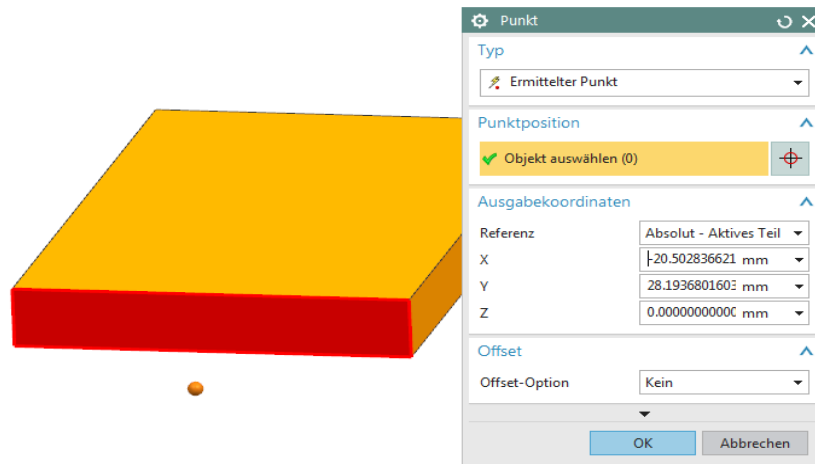 Punkt
Typ
Ermittelter Punkt
Punktposition
Objekt auswählen (0)
Ausgabekoordinaten
Referenz Absolut - Aktives Teil
X -20.502836621 mm
Y 28.1936801603 mm
Z 0.00000000000 mm
Offset
Offset-Option Kein
OK Abbrechen